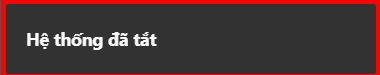 Hệ thống đã tắt